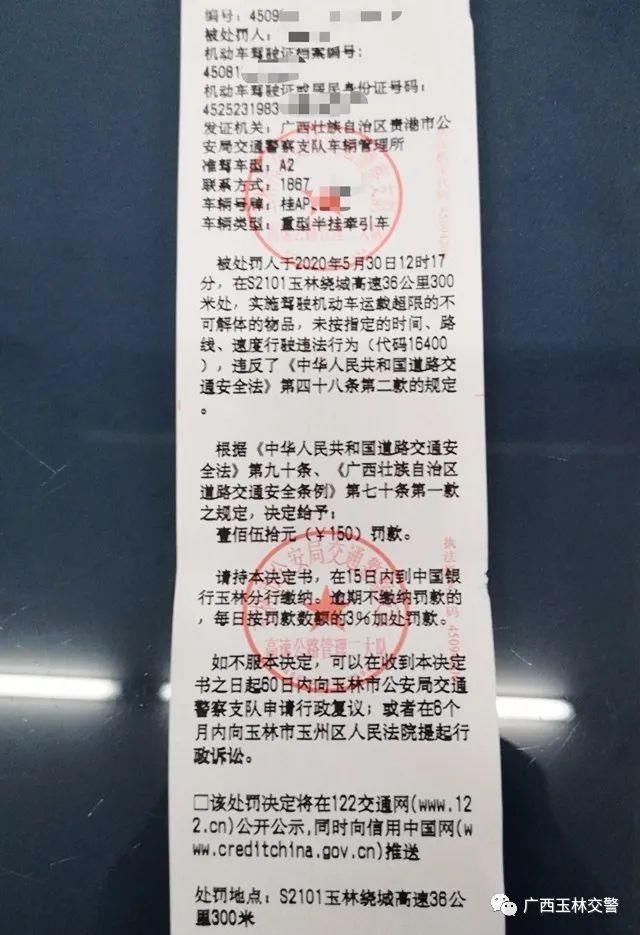 编号：4509
被处罚人：
机动车驾驶证档案编号：
45081
机动车驾驶证或居民身份证号码：
4525231983
发证机关：广西壮族自治区贵港市公
安局交通警察支队车辆管理所
准驾车型：A2
联系方式：1867
车辆号牌：桂AP
车辆类型：重型半挂牵引车
被处罚人于2020年5月30日12时17
分，在S2101玉林绕城高速36公里300
米处，实施驾驶机动车运载超限的不
可解体的物品，未按指定的时间、路
线、速度行驶违法行为（代码16400
），违反了《中华人民共和国道路交
通安全法》第四十八条第二款的规定
。
根据《中华人民共和国道路交通安
全法》第九十条、《广西壮族自治区
道路交通安全条例》第七十条第一款
之规定，决定给予：
壹佰伍拾元（￥150）罚款。
请持本决定书，在15日内到中国银
行玉林分行缴纳。逾期不缴纳罚款的
，每日按罚款数额的3%加处罚款。
高速公路管理二大队
如不服本决定，可以在收到本决定
书之日起60日内向玉林市公安局交通
警察支队申请行政复议；或者在6个
月内向玉林市玉州区人民法院提起行
政诉讼。
□该处罚决定将在122交通网(www.12
2.cn)公开公示,同时向信用中国网(w
ww.creditchina.gov.cn)推送
处罚地点：S2101玉林绕城高速36公
里300米
广西玉林交警